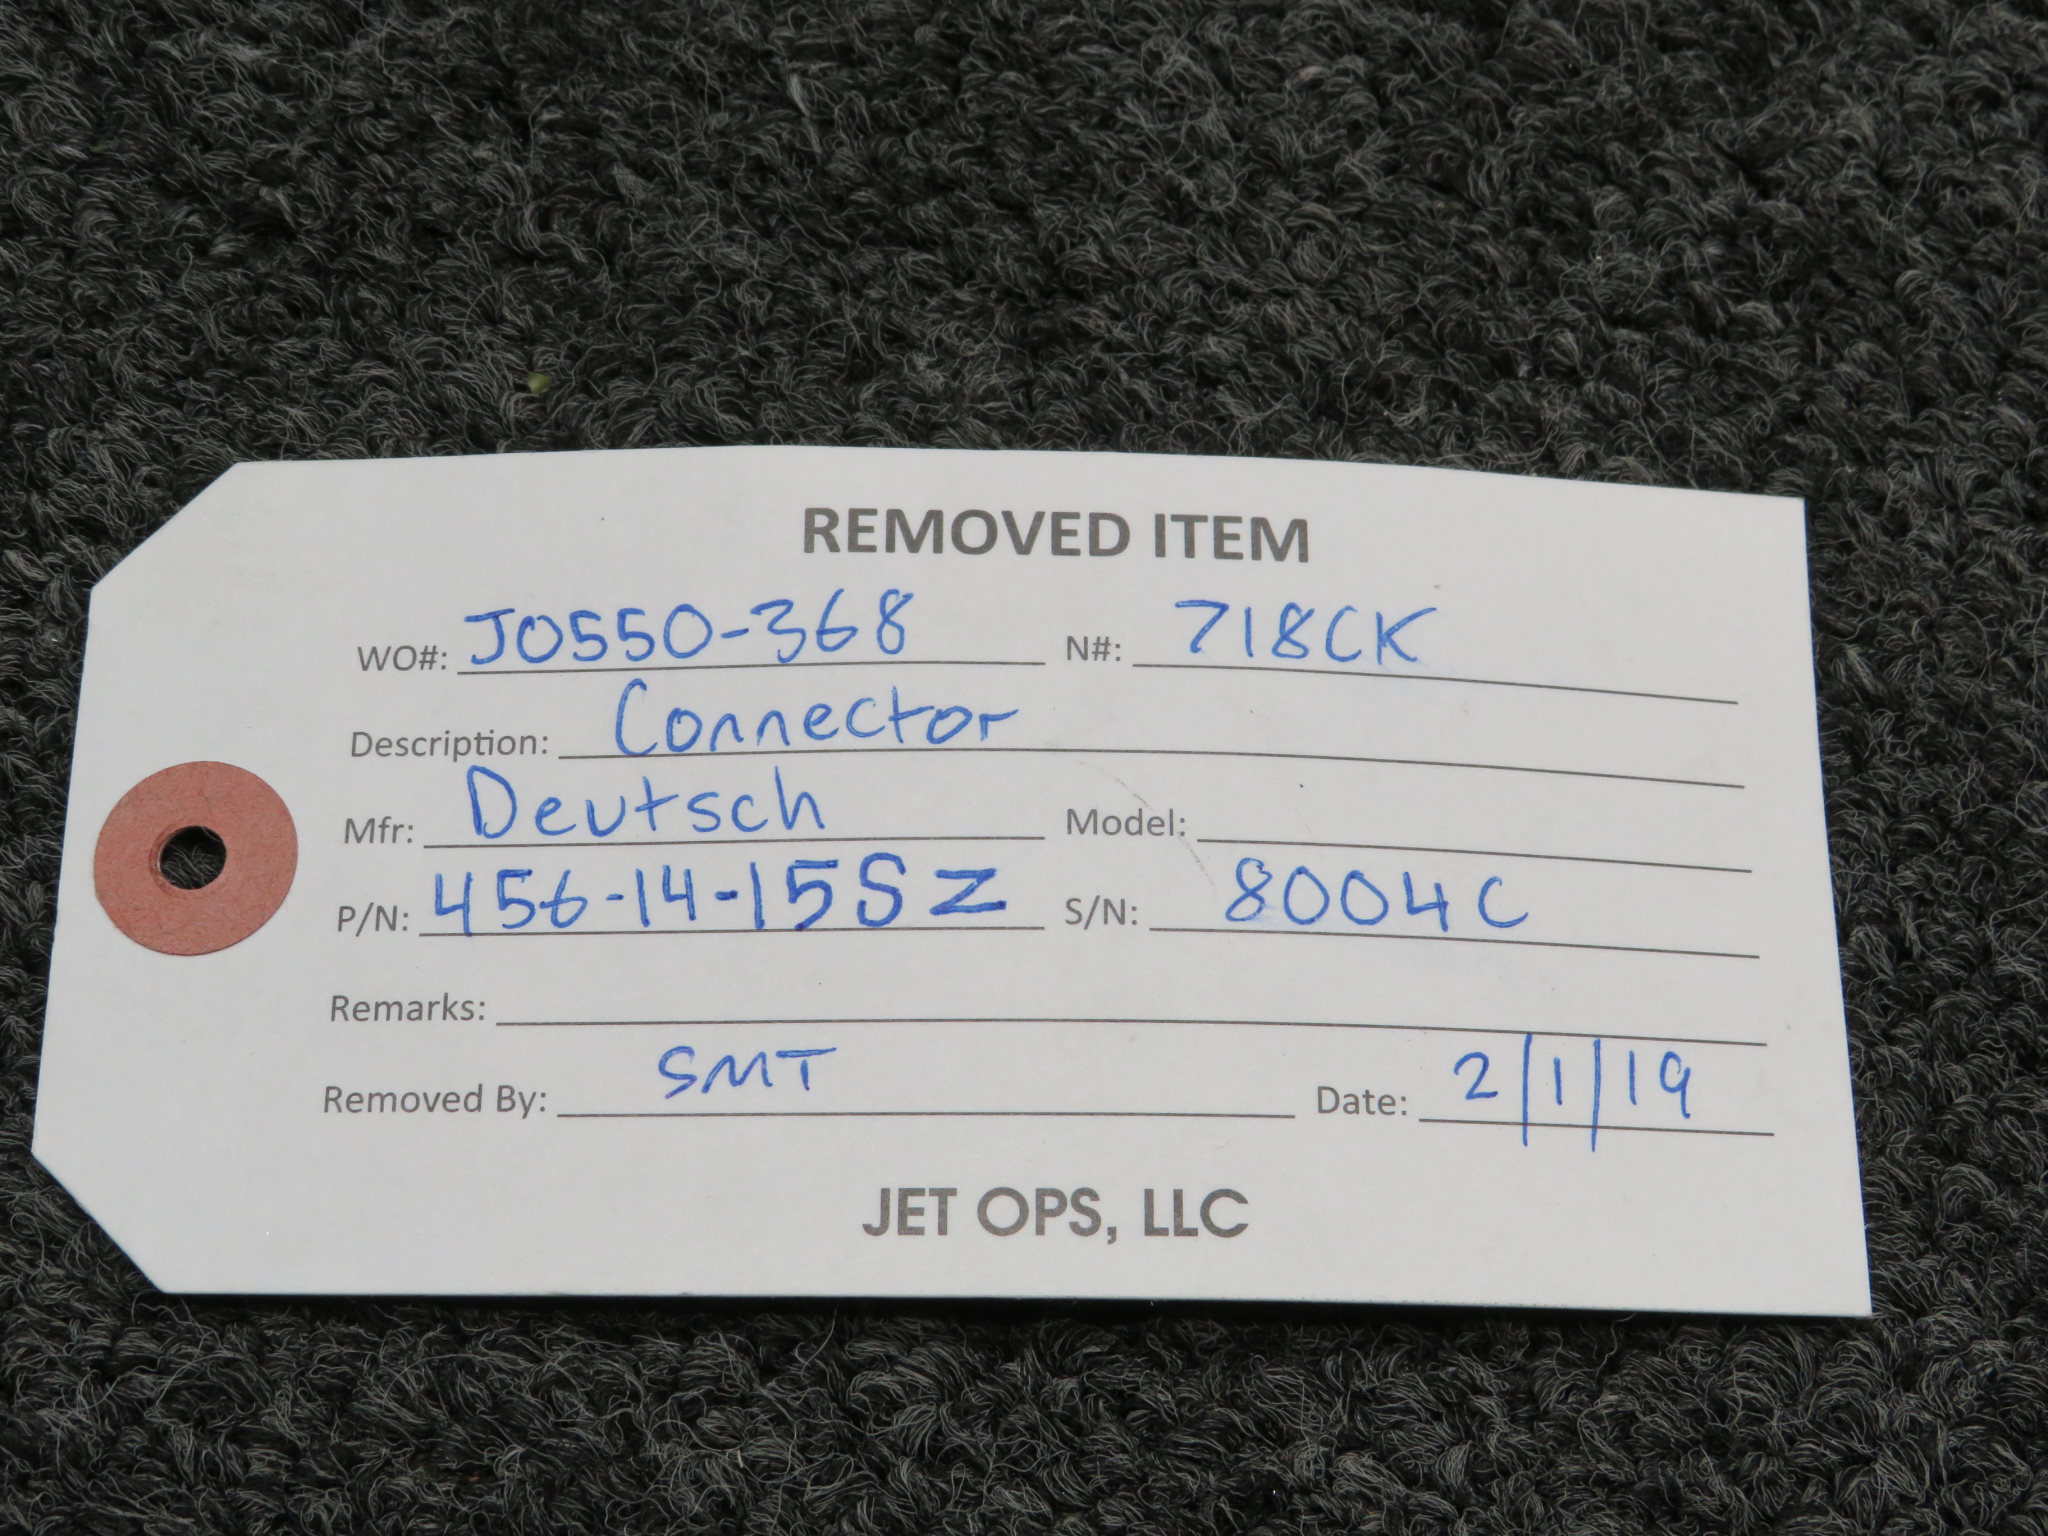 REMOVED ITEM
WO#: JO550-368 N#: 718CK
Description: Connector
Mfr: Deutsch Model:
P/N: 456-14-15SZ S/N: 8004C
Remarks:
Removed By: SMT Date: 2/1/19
JET OPS, LLC